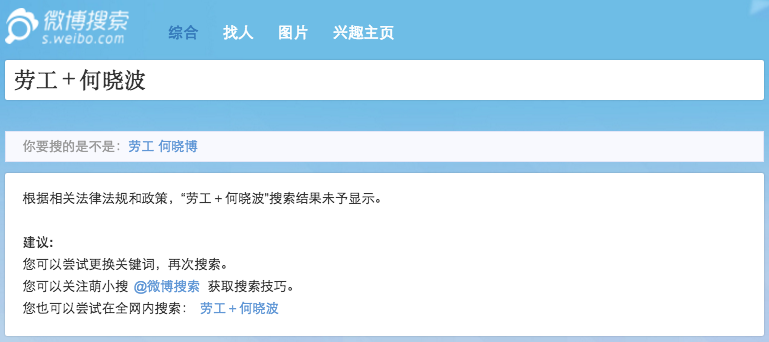 微博搜索
s.weibo.com
综合 找人 图片 兴趣主页
劳工＋何晓波
你要搜的是不是：劳工 何晓博
根据相关法律法规和政策，“劳工＋何晓波”搜索结果未予显示。
建议：
您可以尝试更换关键词，再次搜索。
您可以关注萌小搜 @微博搜索 获取搜索技巧。
您也可以尝试在全网内搜索： 劳工＋何晓波